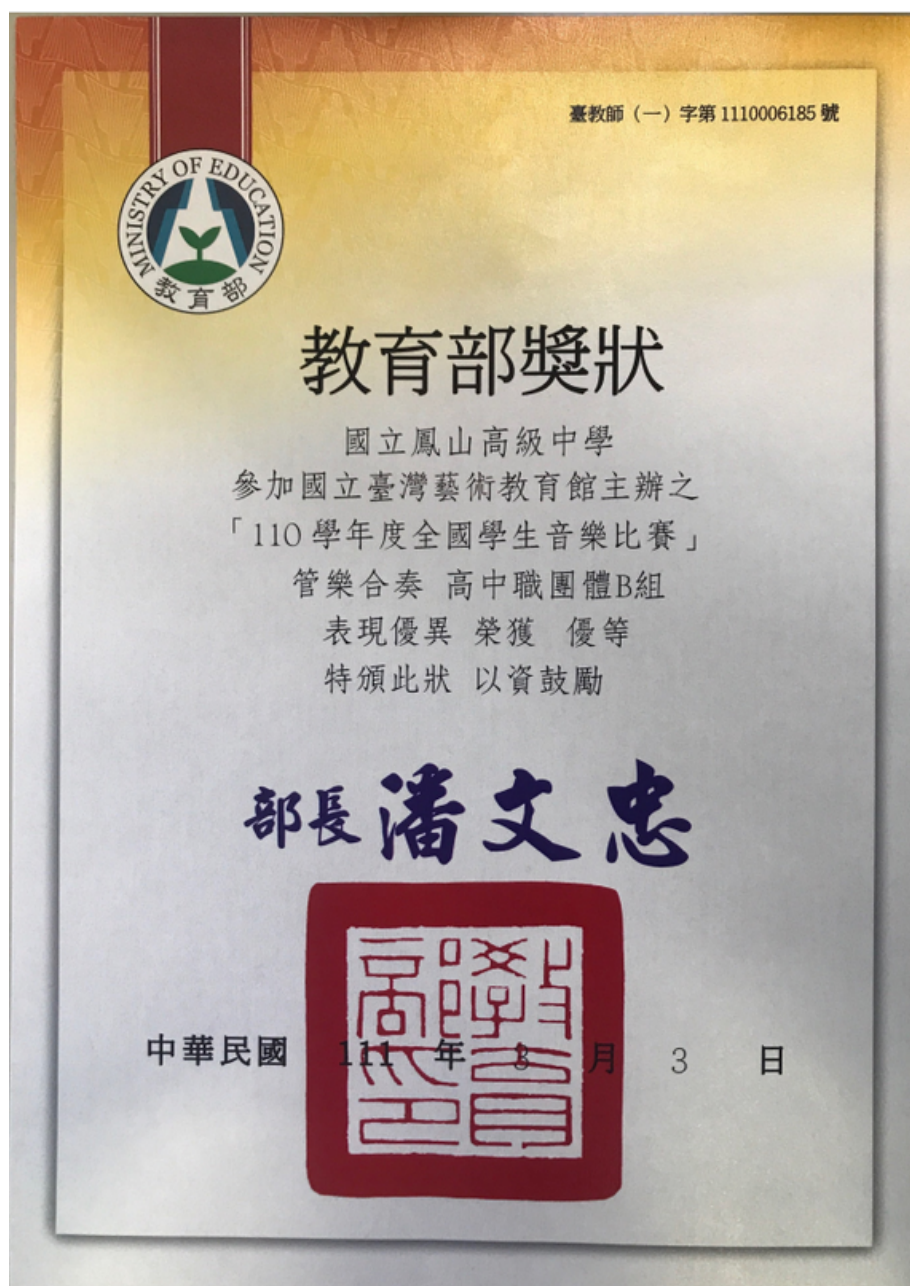 臺教師（一）字第1110006185號
MINISTRY OF EDUCATION
教育部
教育部獎狀
國立鳳山高級中學
參加國立臺灣藝術教育館主辦之
「110學年度全國學生音樂比賽」
管樂合奏 高中職團體B組
表現優異 榮獲 優等
特頒此狀 以資鼓勵
部長 潘文忠
教育部印
中華民國 111 年 3 月 3 日